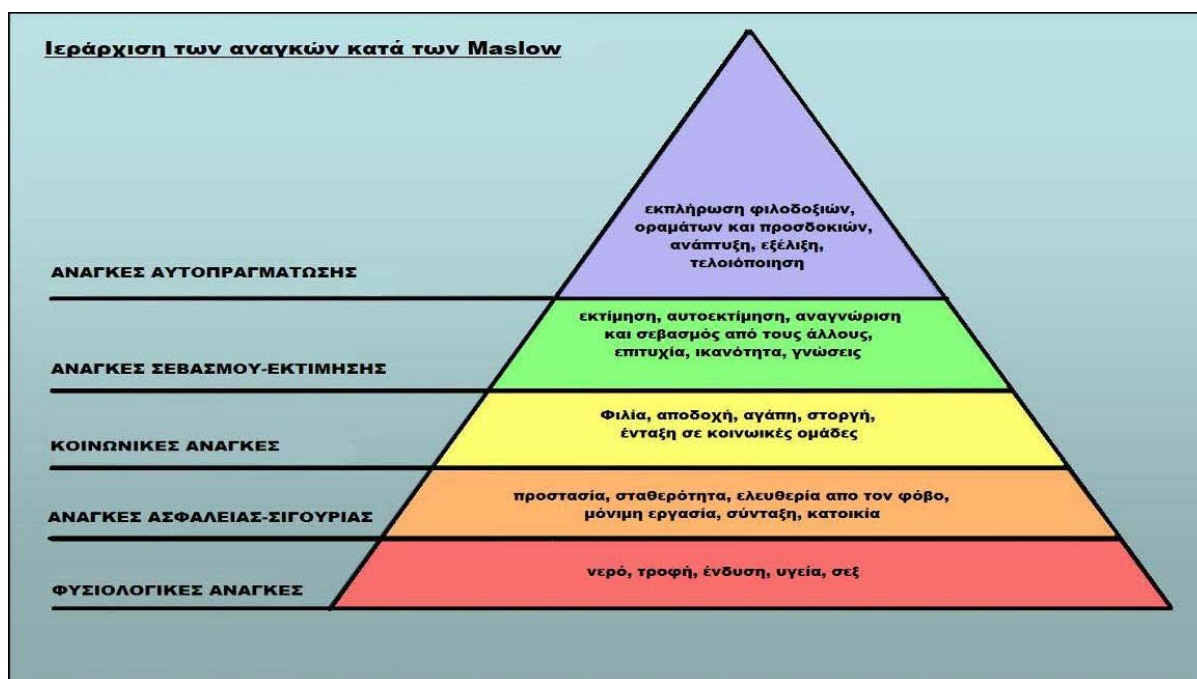 Ιεράρχιση των αναγκών κατά των Maslow
εκπλήρωση φιλοδοξιών,
οραμάτων και προσδοκιών,
ανάπτυξη, εξέλιξη,
τελοιόποιηση
ΑΝΑΓΚΕΣ ΑΥΤΟΠΡΑΓΜΑΤΩΣΗΣ
εκτίμηση, αυτοεκτίμηση, αναγνώριση
και σεβασμός από τους άλλους,
επιτυχία, ικανότητα, γνώσεις
ΑΝΑΓΚΕΣ ΣΕΒΑΣΜΟΥ-ΕΚΤΙΜΗΣΗΣ
Φιλία, αποδοχή, αγάπη, στοργή,
ένταξη σε κοινωικές ομάδες
ΚΟΙΝΩΝΙΚΕΣ ΑΝΑΓΚΕΣ
προστασία, σταθερότητα, ελευθερία απο τον φόβο,
μόνιμη εργασία, σύνταξη, κατοικία
ΑΝΑΓΚΕΣ ΑΣΦΑΛΕΙΑΣ-ΣΙΓΟΥΡΙΑΣ
νερό, τροφή, ένδυση, υγεία, σεξ
ΦΥΣΙΟΛΟΓΙΚΕΣ ΑΝΑΓΚΕΣ